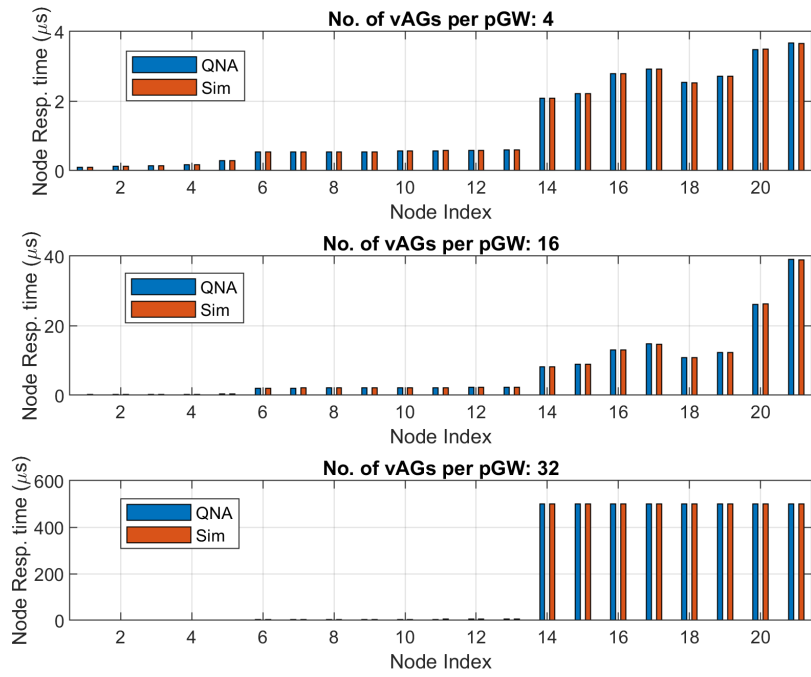 No. of vAGs per pGW: 4
Node Resp. time (μs)
4
2
0
QNA
Sim
2 4 6 8 10 12 14 16 18 20
Node Index
No. of vAGs per pGW: 16
Node Resp. time (μs)
40
20
0
QNA
Sim
2 4 6 8 10 12 14 16 18 20
Node Index
No. of vAGs per pGW: 32
Node Resp. time (μs)
600
400
200
0
QNA
Sim
2 4 6 8 10 12 14 16 18 20
Node Index